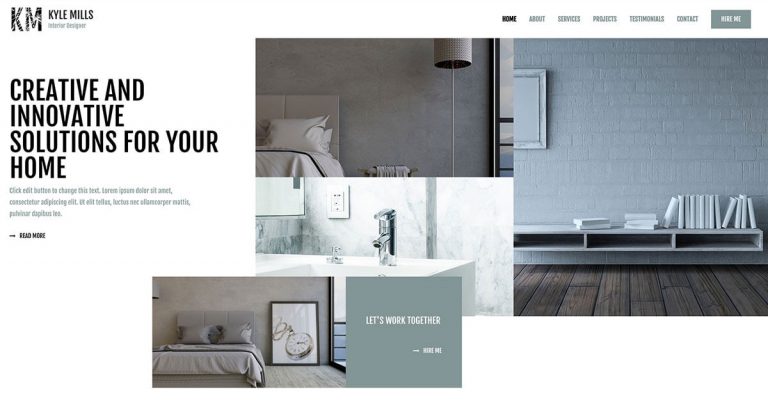 KM KYLE MILLS
Interior Designer
HOME ABOUT SERVICES PROJECTS TESTIMONIALS CONTACT HIRE ME
CREATIVE AND
INNOVATIVE
SOLUTIONS FOR YOUR
HOME
Click edit button to change this text. Lorem ipsum dolor sit amet,
consectetur adipiscing elit. Ut elit tellus, luctus nec ullamcorper mattis,
pulvinar dapibus leo.
READ MORE
LET'S WORK TOGETHER
HIRE ME